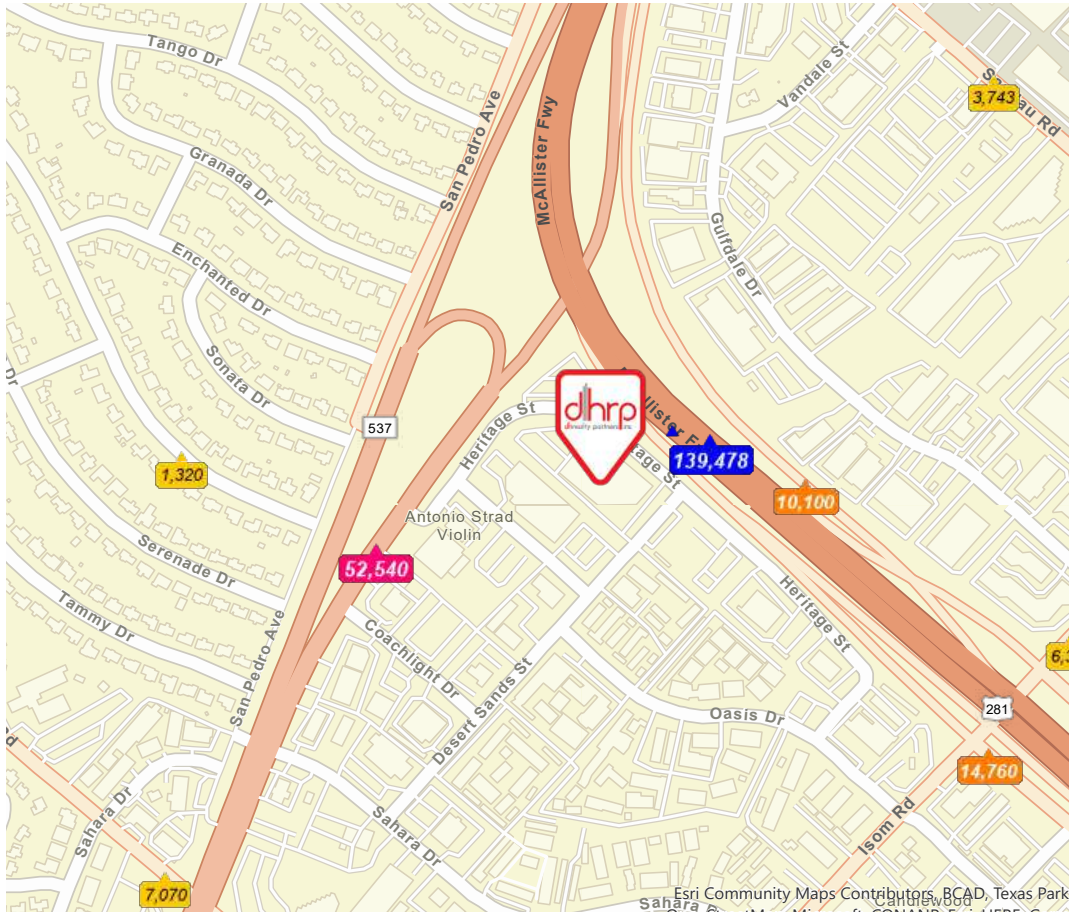 Tango Dr
San Pedro Ave
McAllister Fwy
Vandale St
3,743
Granada Dr
Gulfdale Dr
Enchanted Dr
Sonata Dr
Dr
537
Heritage St
dhrp
139,478
10,100
1,320
Antonio Strad
Violin
52,540
Serenade Dr
Tammy Dr
San Pedro Ave
Coachlight Dr
Desert Sands St
Heritage St
Oasis Dr
281
14,760
Sahara Dr
Sahara Dr
Isom Rd
7,070
Esri Community Maps Contributors, BCAD, Texas Park
Candlewood